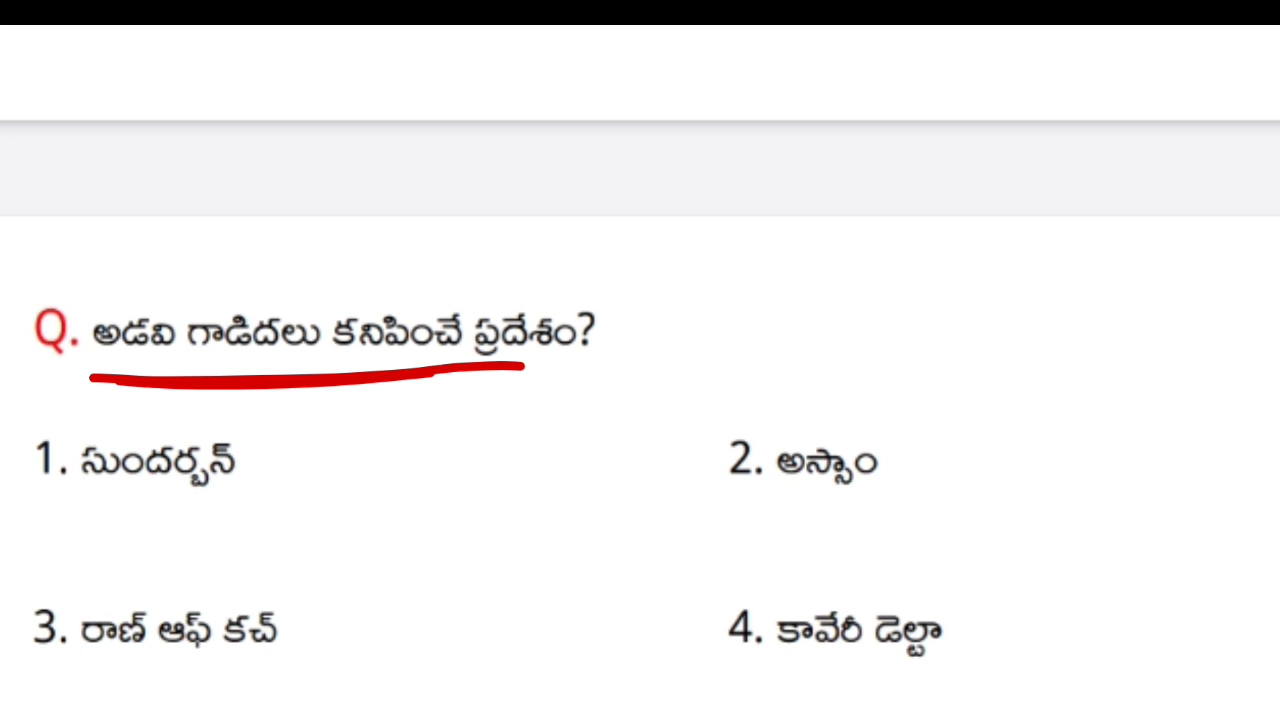 Q. అడవి గాడిదలు కనిపించే ప్రదేశం?
1. సుందర్బన్
2. అస్సాం
3. రాణ్ ఆఫ్ కచ్
4. కావేరీ డెల్టా